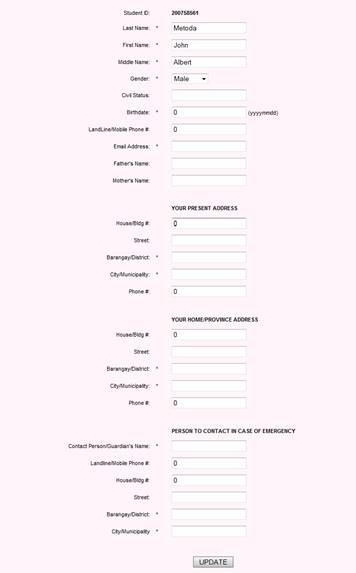 Student ID: 200758561
Last Name: * Metoda
First Name: * John
Middle Name: * Albert
Gender: * Male
Civil Status:
Birthdate: * 0 (yyyymmdd)
LandLine/Mobile Phone #: 0
Email Address: *
Father's Name:
Mother's Name:
YOUR PRESENT ADDRESS
House/Bldg #: 0
Street:
Barangay/District: *
City/Municipality: *
Phone #: 0
YOUR HOME/PROVINCE ADDRESS
House/Bldg #: 0
Street:
Barangay/District: *
City/Municipality: *
Phone #: 0
PERSON TO CONTACT IN CASE OF EMERGENCY
Contact Person/Guardian's Name: *
Landline/Mobile Phone #: 0
House/Bldg #: 0
Street:
Barangay/District: *
City/Municipality *
UPDATE